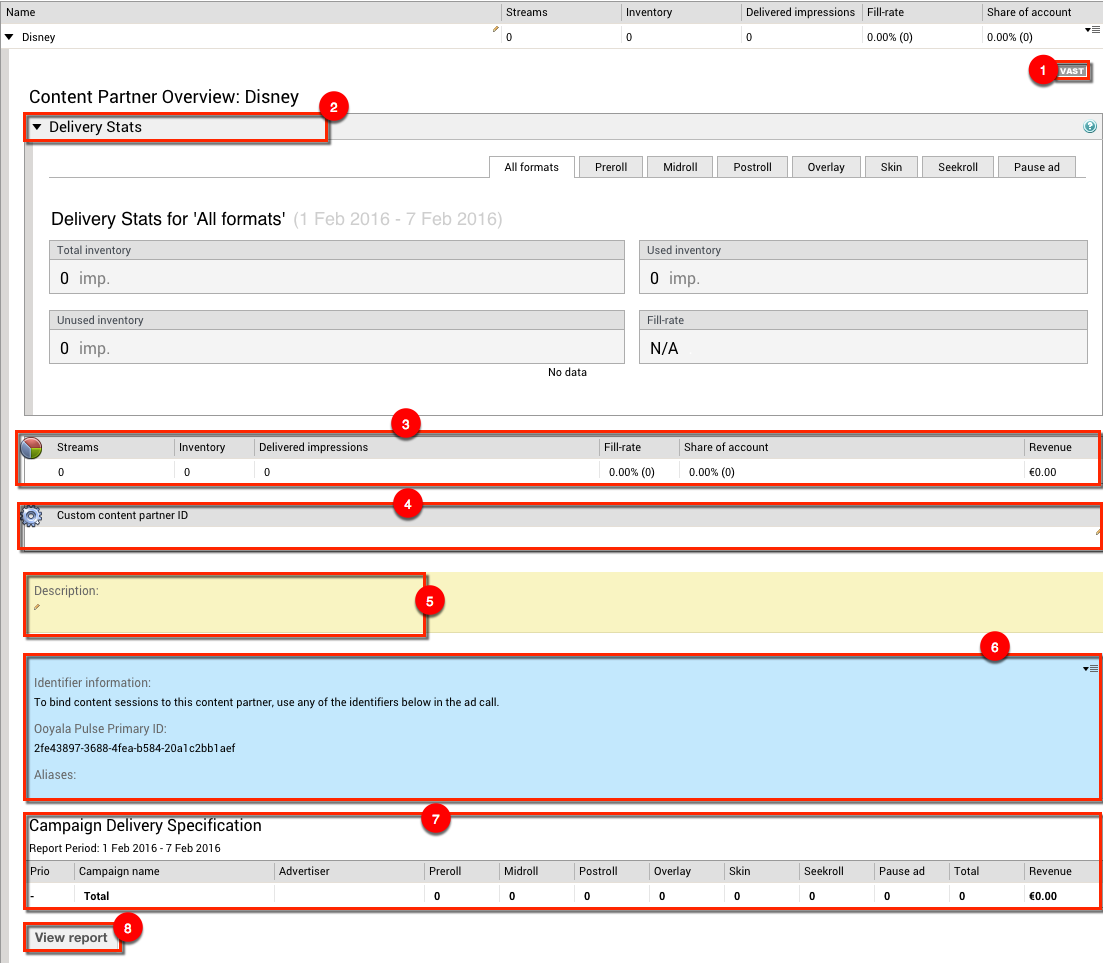 Name Streams Inventory Delivered impressions Fill-rate Share of account
Disney 0 0 0 0.00% (0) 0.00% (0)
1 VAST
Content Partner Overview: Disney
2
Delivery Stats
All formats Preroll Midroll Postroll Overlay Skin Seekroll Pause ad
Delivery Stats for 'All formats' (1 Feb 2016 - 7 Feb 2016)
Total inventory Used inventory
0 imp. 0 imp.
Unused inventory Fill-rate
0 imp. N/A
No data
3
Streams Inventory Delivered impressions Fill-rate Share of account Revenue
0 0 0 0.00% (0) 0.00% (0) €0.00
4
Custom content partner ID
Description:
5
6
Identifier information:
To bind content sessions to this content partner, use any of the identifiers below in the ad call.
Ooyala Pulse Primary ID:
2fe43897-3688-4fea-b584-20a1c2bb1aef
Aliases:
7
Campaign Delivery Specification
Report Period: 1 Feb 2016 - 7 Feb 2016
Prio Campaign name Advertiser Preroll Midroll Postroll Overlay Skin Seekroll Pause ad Total Revenue
- Total 0 0 0 0 0 0 0 0 €0.00
8
View report